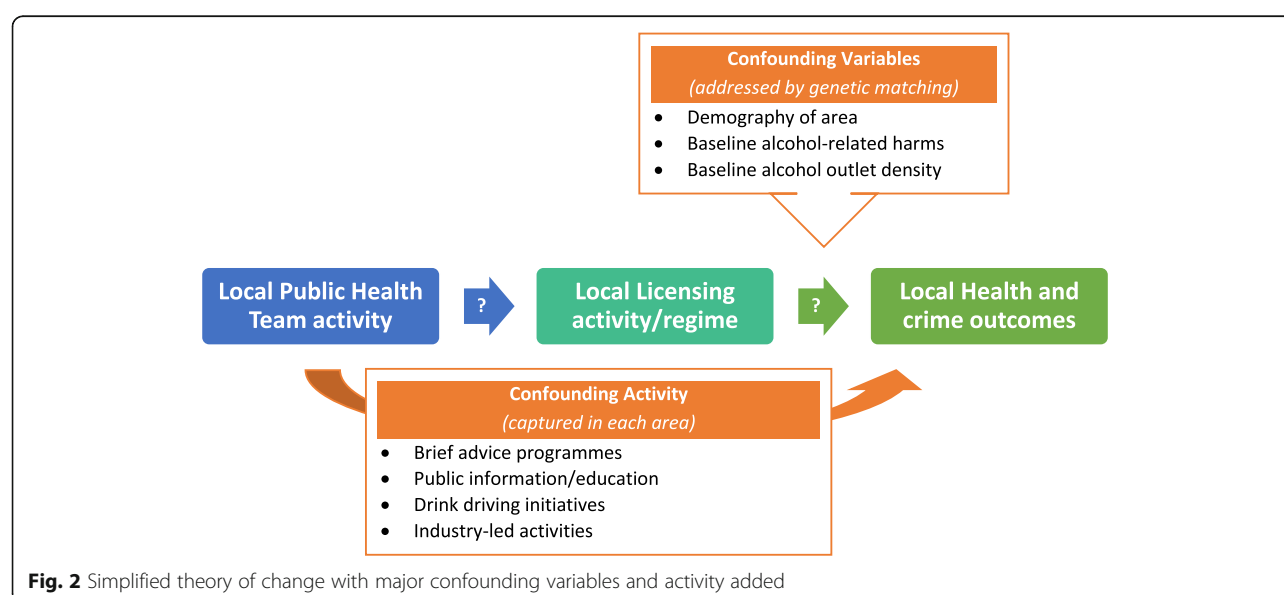 Confounding Variables
(addressed by genetic matching)
• Demography of area
• Baseline alcohol-related harms
• Baseline alcohol outlet density
Local Public Health
Team activity
?
Local Licensing
activity/regime
?
Local Health and
crime outcomes
Confounding Activity
(captured in each area)
• Brief advice programmes
• Public information/education
• Drink driving initiatives
• Industry-led activities
Fig. 2 Simplified theory of change with major confounding variables and activity added